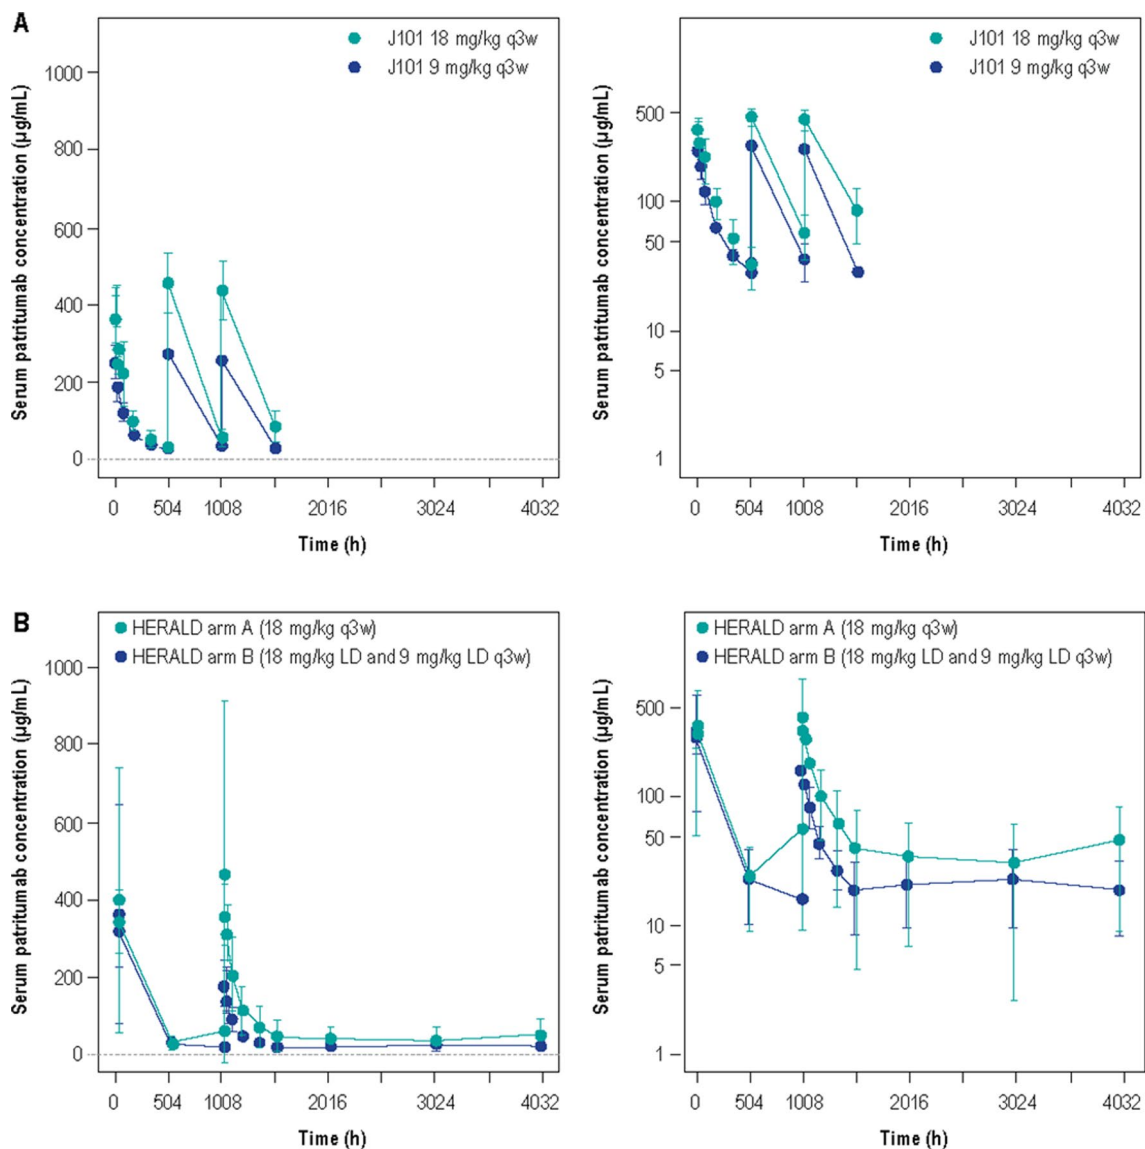 A
J101 18 mg/kg q3w
J101 9 mg/kg q3w
Serum patritumab concentration (µg/mL)
1000
800
600
400
200
0
0 504 1008 2016 3024 4032
Time (h)
J101 18 mg/kg q3w
J101 9 mg/kg q3w
Serum patritumab concentration (µg/mL)
500
100
50
10
5
1
0 504 1008 2016 3024 4032
Time (h)
B
HERALD arm A (18 mg/kg q3w)
HERALD arm B (18 mg/kg LD and 9 mg/kg LD q3w)
Serum patritumab concentration (µg/mL)
1000
800
600
400
200
0
0 504 1008 2016 3024 4032
Time (h)
HERALD arm A (18 mg/kg q3w)
HERALD arm B (18 mg/kg LD and 9 mg/kg LD q3w)
Serum patritumab concentration (µg/mL)
500
100
50
10
5
1
0 504 1008 2016 3024 4032
Time (h)